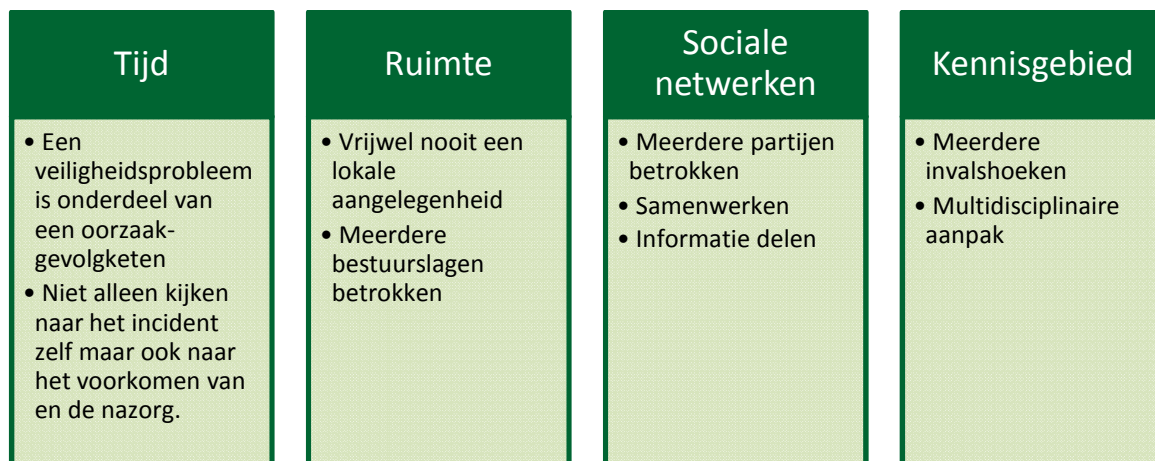 Tijd
• Een
veiligheidsprobleem
is onderdeel van
een oorzaak-
gevolgketen
• Niet alleen kijken
naar het incident
zelf maar ook naar
het voorkomen van
en de nazorg.
Ruimte
• Vrijwel nooit een
lokale
aangelegenheid
• Meerdere
bestuurslagen
betrokken
Sociale
netwerken
• Meerdere partijen
betrokken
• Samenwerken
• Informatie delen
Kennisgebied
• Meerdere
invalshoeken
• Multidisciplinaire
aanpak